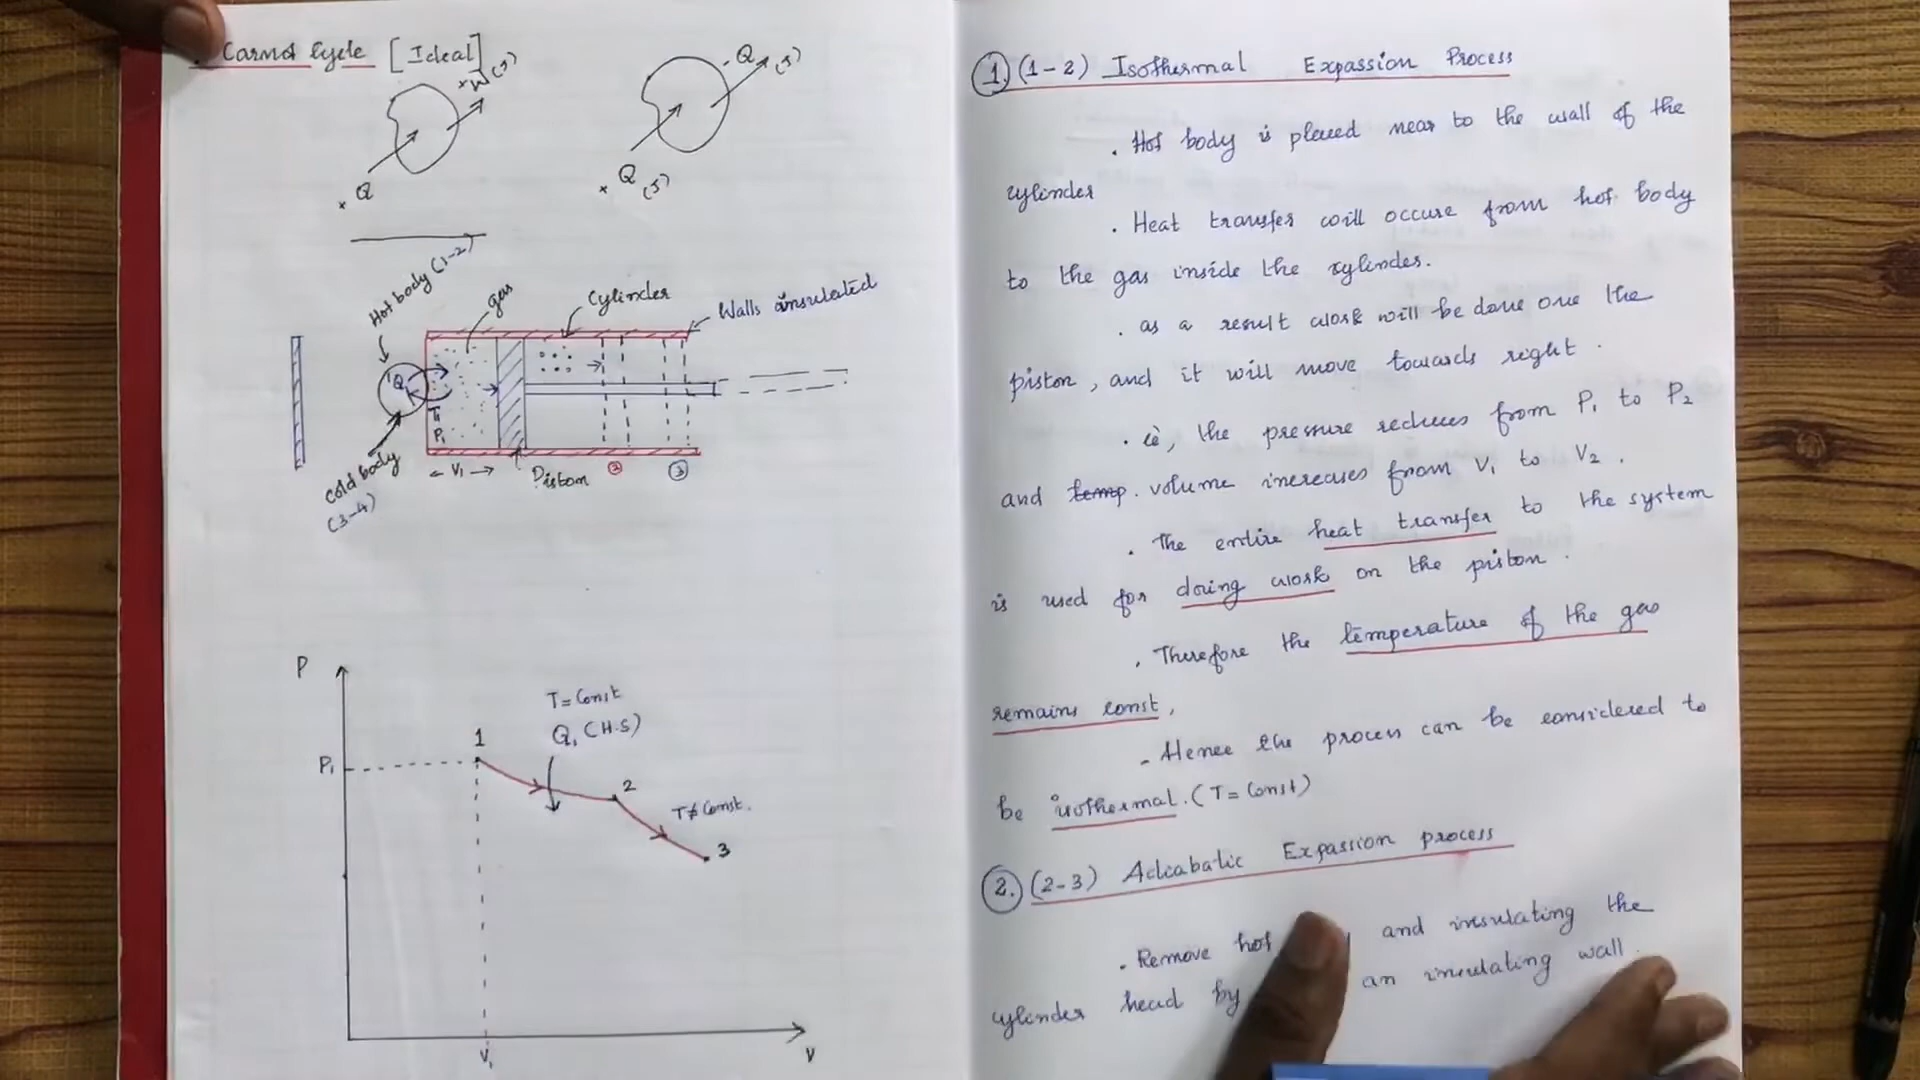 Carnot Cycle [Ideal]
+W(J)
+ Q
-Q (J)
+ Q (J)
Hot body (1-2)
gas
Cylinder
Walls insulated
Q
T1
P1
← V1 →
Piston
②
③
Cold body
(3-4)
P
T = Const
Q1 (H.S)
1
P1
2
T ≠ Const.
3
V1
V
1. (1-2) Isothermal Expassion Process
. Hot body is placed near to the wall of the
cylinder
. Heat transfer will occure from hot body
to the gas inside the cylinder.
. as a result work will be done one the
piston, and it will move towards right.
. ie, the pressure reduces from P1 to P2
and temp. volume increases from V1 to V2.
. The entire heat transfer to the system
is used for doing work on the piston.
. Therefore the temperature of the gas
remains const,
- Hence the process can be considered to
be isothermal. (T = Const)
2. (2-3) Adiabatic Expassion process
. Remove hot and insulating the
cylinder head by an insulating wall.